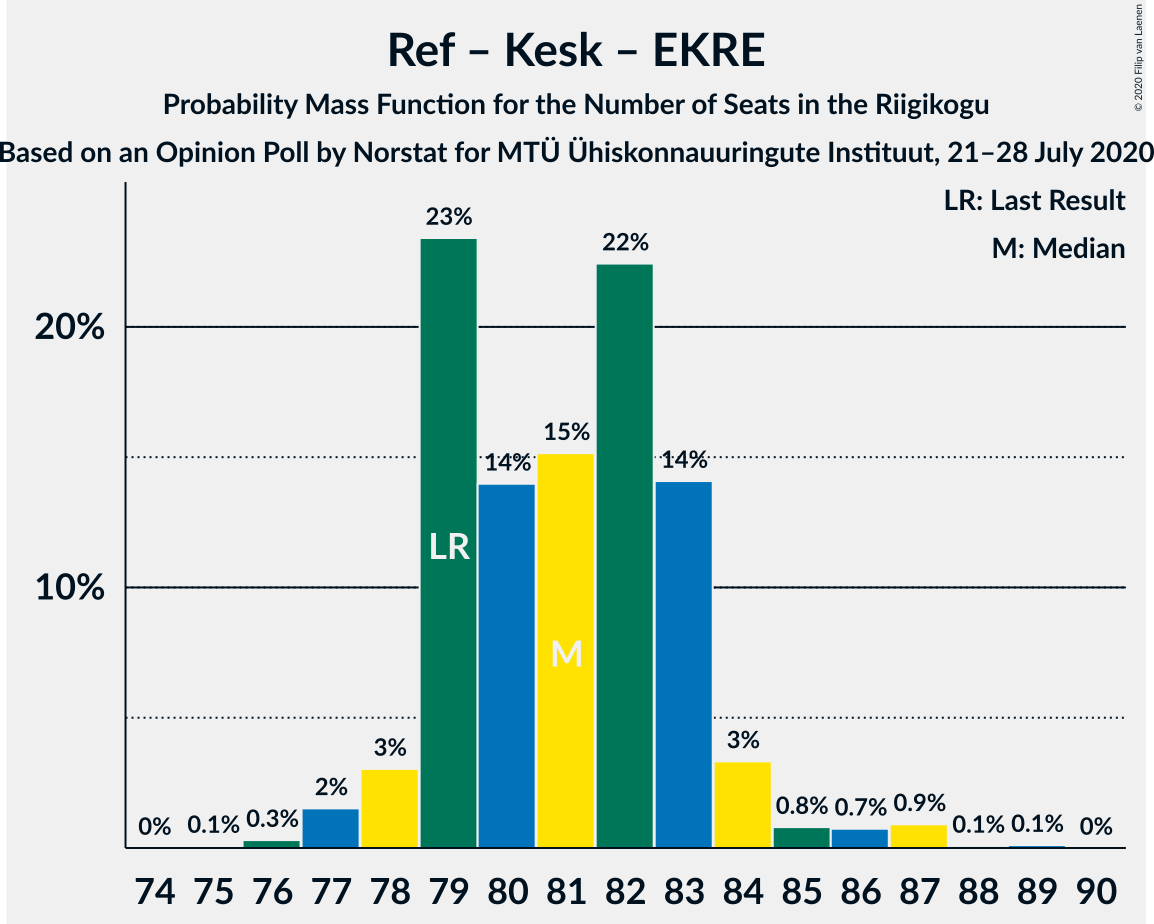 Ref – Kesk – EKRE
Probability Mass Function for the Number of Seats in the Riigikogu
Based on an Opinion Poll by Norstat for MTÜ Ühiskonnauuringute Instituut, 21–28 July 2020
© 2020 Filip van Laenen
LR: Last Result
M: Median
20%
10%
0%
0.1%
0.3%
2%
3%
23%
14%
15%
22%
14%
3%
0.8%
0.7%
0.9%
0.1%
0.1%
0%
LR
M
74 75 76 77 78 79 80 81 82 83 84 85 86 87 88 89 90